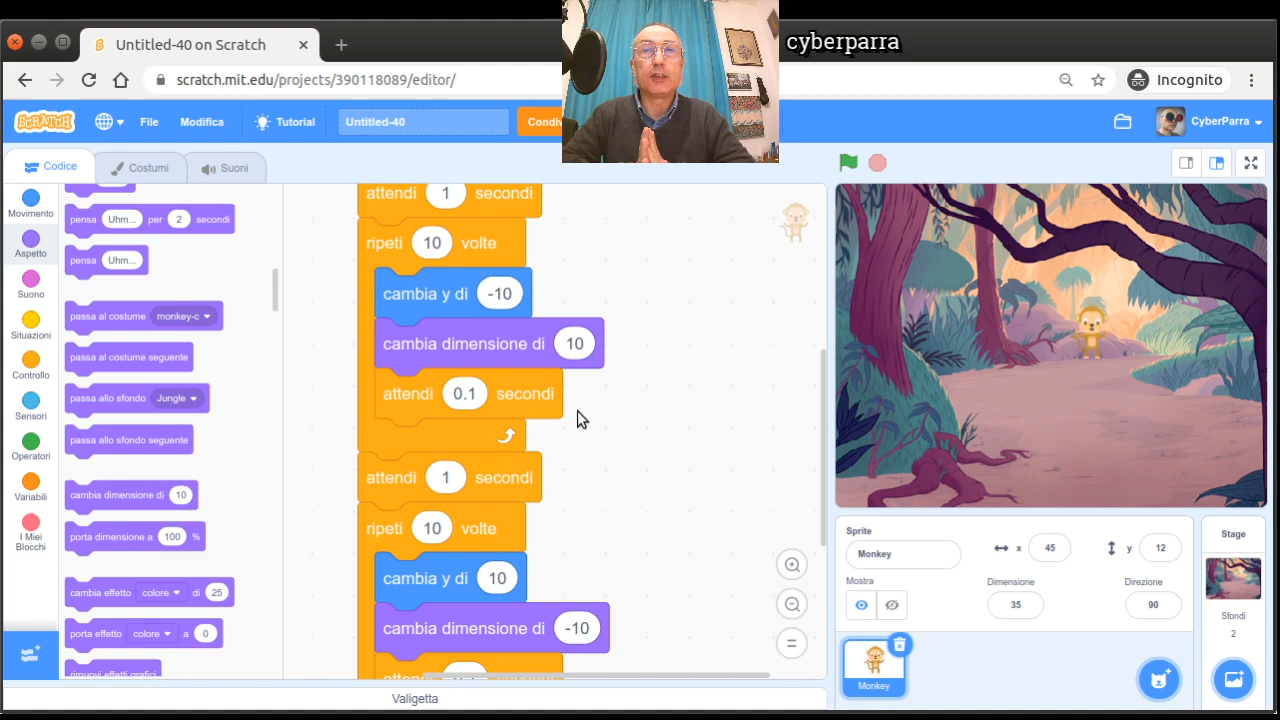 cyberparra
Untitled-40 on Scratch
scratch.mit.edu/projects/390118089/editor/
Incognito
SCRATCH
File
Modifica
Tutorial
Untitled-40
Condiv
CyberParra
Codice
Costumi
Suoni
Movimento
Aspetto
Suono
Situazioni
Controllo
Sensori
Operatori
Variabili
I Miei
Blocchi
pensa Uhm... per 2 secondi
pensa Uhm...
passa al costume monkey-c
passa al costume seguente
passa allo sfondo Jungle
passa allo sfondo seguente
cambia dimensione di 10
porta dimensione a 100 %
cambia effetto colore di 25
porta effetto colore a 0
rimuovi effetti grafici
attendi 1 secondi
ripeti 10 volte
cambia y di -10
cambia dimensione di 10
attendi 0.1 secondi
attendi 1 secondi
ripeti 10 volte
cambia y di 10
cambia dimensione di -10
Sprite
Monkey
x 45
y 12
Mostra
Dimensione
35
Direzione
90
Monkey
Stage
Sfondi
2
Valigetta